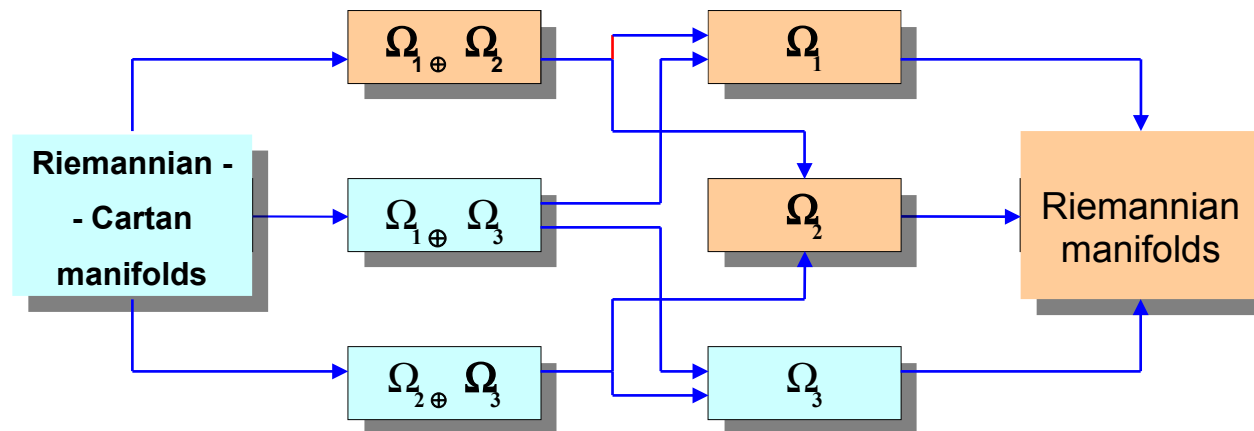 Riemannian -
- Cartan
manifolds
Ω₁ ⊕ Ω₂
Ω₁ ⊕ Ω₃
Ω₂ ⊕ Ω₃
Ω₁
Ω₂
Ω₃
Riemannian
manifolds